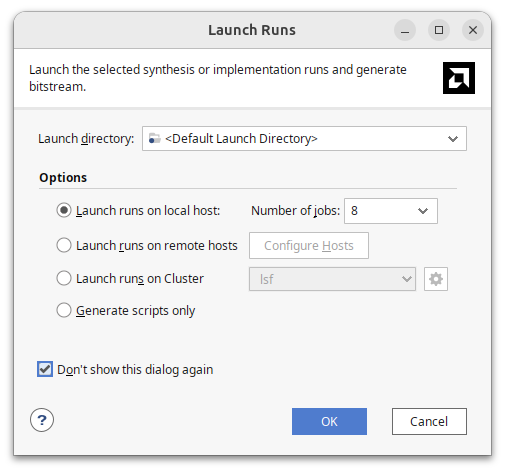 Launch Runs
Launch the selected synthesis or implementation runs and generate
bitstream.
Launch directory: <Default Launch Directory>
Options
Launch runs on local host: Number of jobs: 8
Launch runs on remote hosts Configure Hosts
Launch runs on Cluster lsf
Generate scripts only
Don't show this dialog again
? OK Cancel